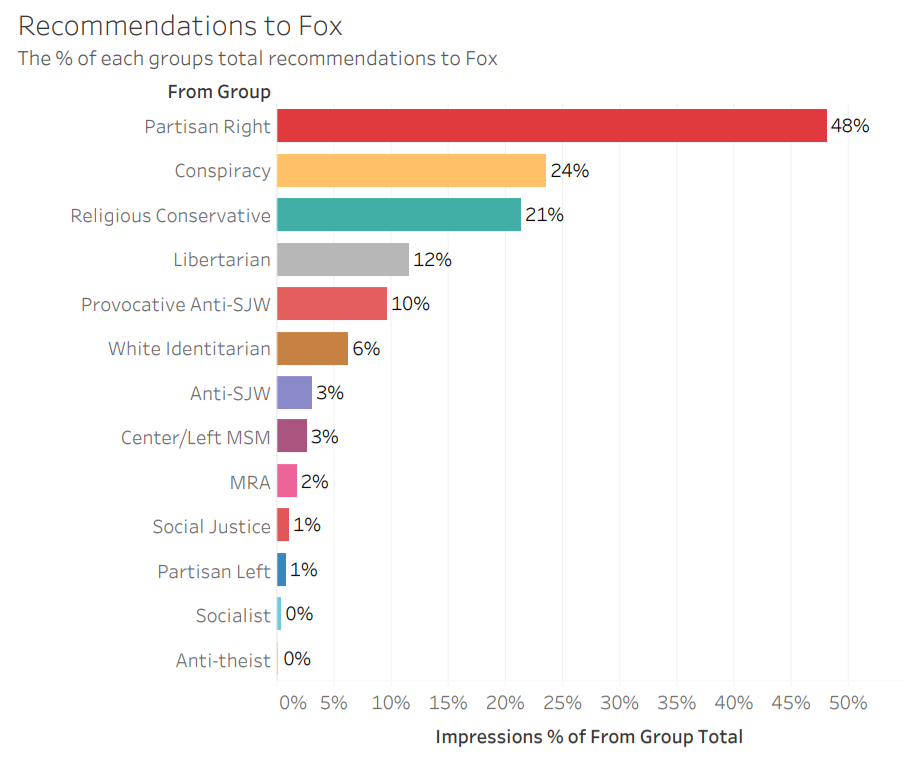 Recommendations to Fox
The % of each groups total recommendations to Fox
From Group
Partisan Right 48%
Conspiracy 24%
Religious Conservative 21%
Libertarian 12%
Provocative Anti-SJW 10%
White Identitarian 6%
Anti-SJW 3%
Center/Left MSM 3%
MRA 2%
Social Justice 1%
Partisan Left 1%
Socialist 0%
Anti-theist 0%
0% 5% 10% 15% 20% 25% 30% 35% 40% 45% 50%
Impressions % of From Group Total